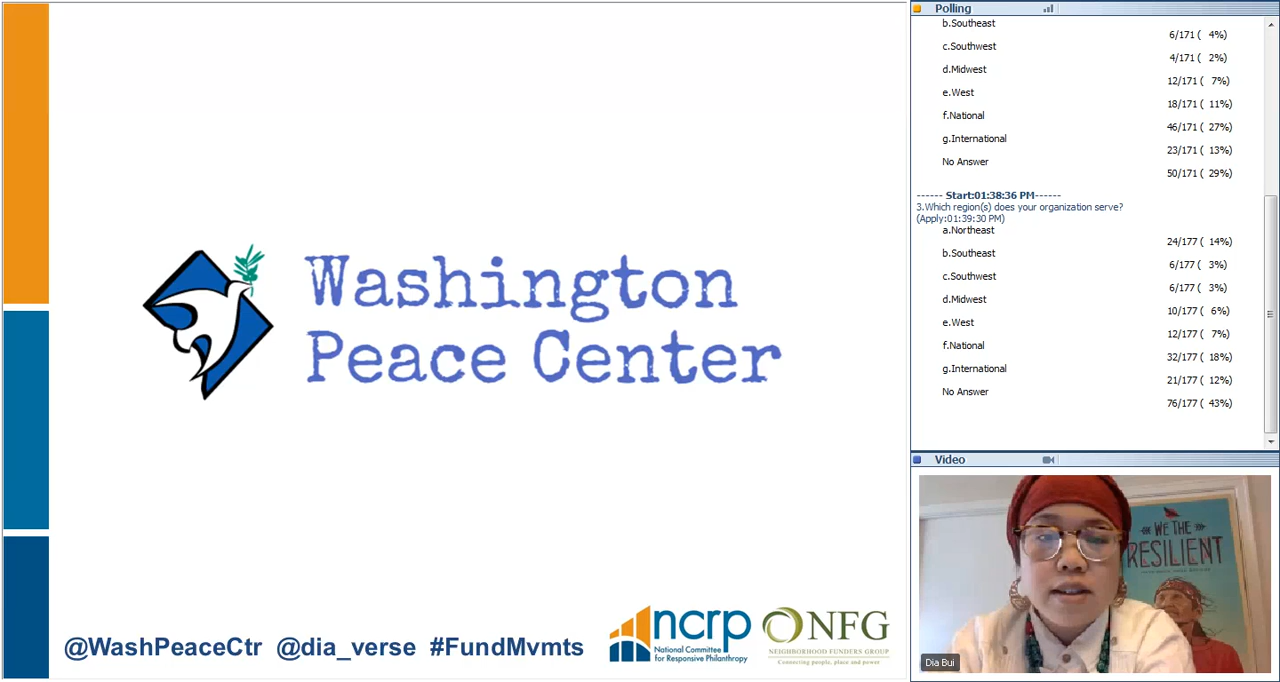 Washington
Peace Center
@WashPeaceCtr @dia_verse #FundMvmts
ncrp
National Committee
for Responsive Philanthropy
NFG
NEIGHBORHOOD FUNDERS GROUP
Connecting people, place and power
Polling
b.Southeast
6/171 ( 4%)
c.Southwest
4/171 ( 2%)
d.Midwest
12/171 ( 7%)
e.West
18/171 ( 11%)
f.National
46/171 ( 27%)
g.International
23/171 ( 13%)
No Answer
50/171 ( 29%)
------ Start:01:38:36 PM------
3.Which region(s) does your organization serve?
(Apply:01:39:30 PM)
a.Northeast
24/177 ( 14%)
b.Southeast
6/177 ( 3%)
c.Southwest
6/177 ( 3%)
d.Midwest
10/177 ( 6%)
e.West
12/177 ( 7%)
f.National
32/177 ( 18%)
g.International
21/177 ( 12%)
No Answer
76/177 ( 43%)
Video
WE THE
RESILIENT
Dia Bui